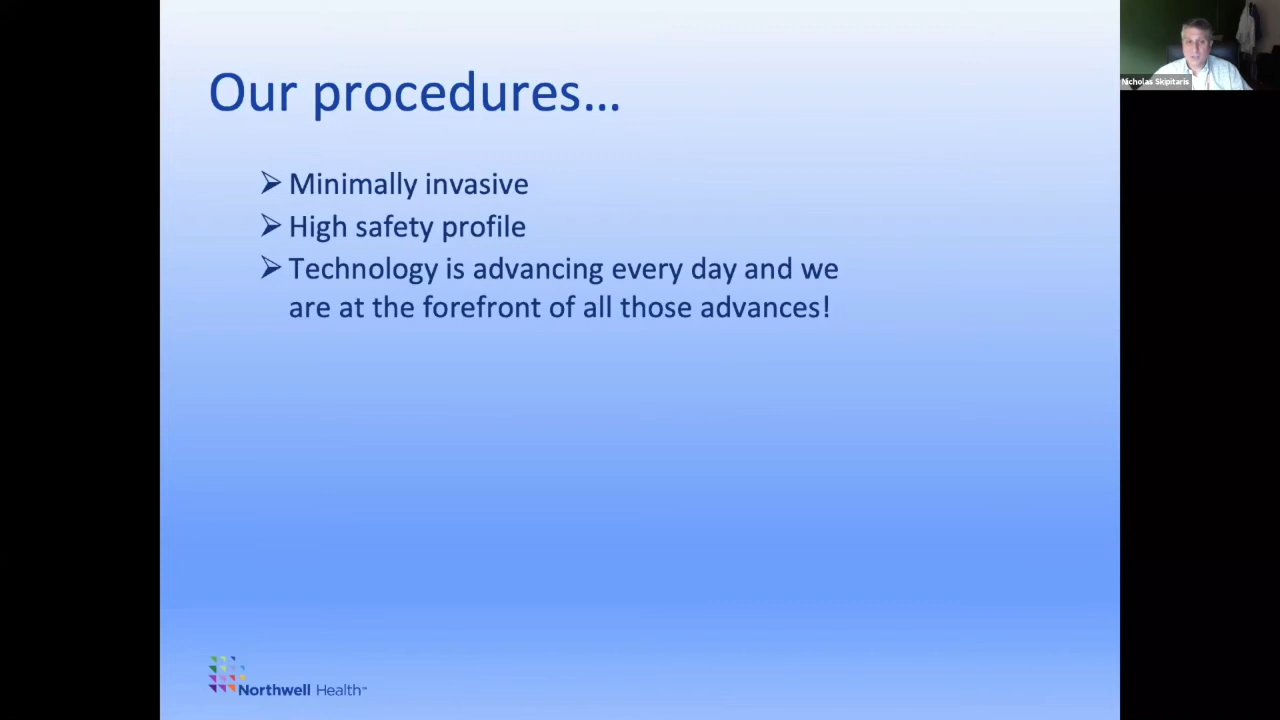 Our procedures…
Minimally invasive
High safety profile
Technology is advancing every day and we
are at the forefront of all those advances!
Northwell Health™
Nicholas Skipitaris